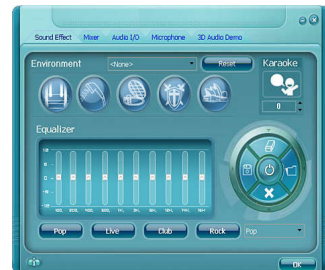 Sound Effect Mixer Audio I/O Microphone 3D Audio Demo
Environment <None> Reset Karaoke
0
Equalizer
Pop Live Club Rock Pop
OK